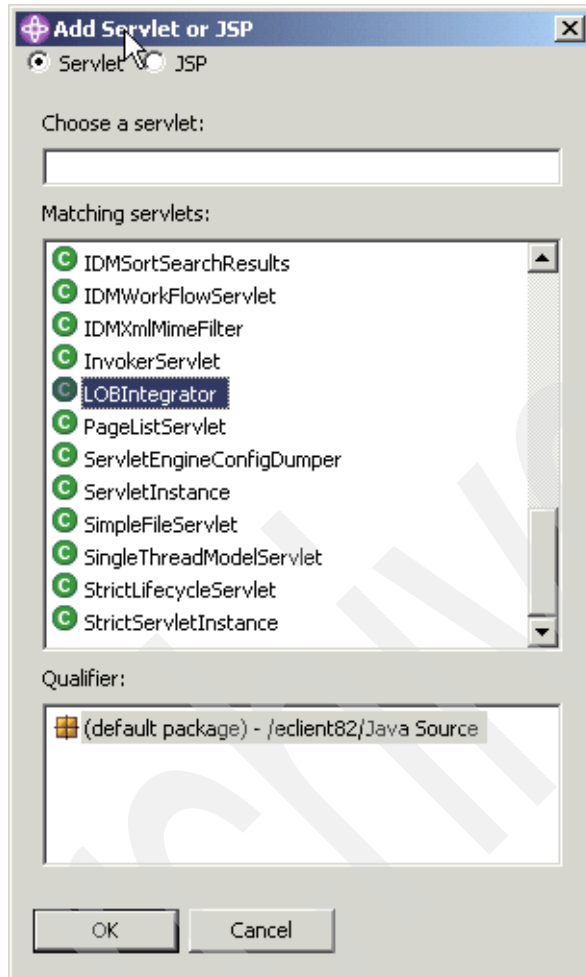 Add Servlet or JSP
Servlet JSP
Choose a servlet:
Matching servlets:
C IDMSortSearchResults
C IDMWorkFlowServlet
C IDMXmlMimeFilter
C InvokerServlet
C LOBIntegrator
C PageListServlet
C ServletEngineConfigDumper
C ServletInstance
C SimpleFileServlet
C SingleThreadModelServlet
C StrictLifecycleServlet
C StrictServletInstance
Qualifier:
(default package) - /eclient82/Java Source
OK Cancel